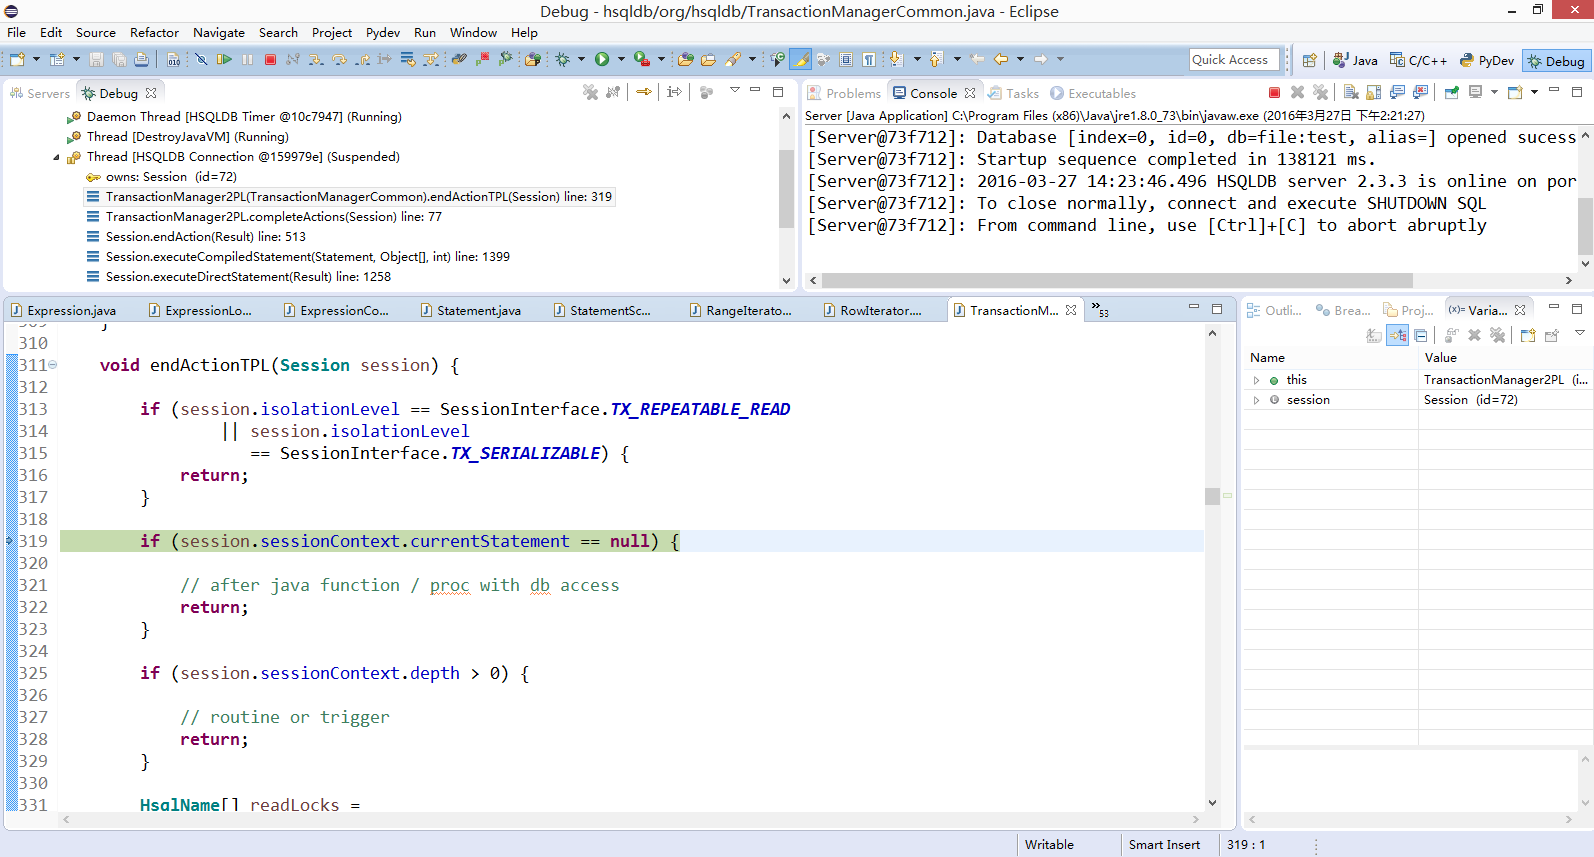 Debug - hsqldb/org/hsqldb/TransactionManagerCommon.java - Eclipse
File Edit Source Refactor Navigate Search Project Pydev Run Window Help
Quick Access Java C/C++ PyDev Debug
Servers Debug
Daemon Thread [HSQLDB Timer @10c7947] (Running)
Thread [DestroyJavaVM] (Running)
Thread [HSQLDB Connection @159979e] (Suspended)
owns: Session (id=72)
TransactionManager2PL(TransactionManagerCommon).endActionTPL(Session) line: 319
TransactionManager2PL.completeActions(Session) line: 77
Session.endAction(Result) line: 513
Session.executeCompiledStatement(Statement, Object[], int) line: 1399
Session.executeDirectStatement(Result) line: 1258
Problems Console Tasks Executables
Server [Java Application] C:\Program Files (x86)\Java\jre1.8.0_73\bin\javaw.exe (2016年3月27日 下午2:21:27)
[Server@73f712]: Database [index=0, id=0, db=file:test, alias=] opened sucess
[Server@73f712]: Startup sequence completed in 138121 ms.
[Server@73f712]: 2016-03-27 14:23:46.496 HSQLDB server 2.3.3 is online on por
[Server@73f712]: To close normally, connect and execute SHUTDOWN SQL
[Server@73f712]: From command line, use [Ctrl]+[C] to abort abruptly
Expression.java ExpressionLo... ExpressionCo... Statement.java StatementSc... RangeIterato... RowIterator.... TransactionM... »53
309 }
310
311 void endActionTPL(Session session) {
312
313 if (session.isolationLevel == SessionInterface.TX_REPEATABLE_READ
314 || session.isolationLevel
315 == SessionInterface.TX_SERIALIZABLE) {
316 return;
317 }
318
319 if (session.sessionContext.currentStatement == null) {
320
321 // after java function / proc with db access
322 return;
323 }
324
325 if (session.sessionContext.depth > 0) {
326
327 // routine or trigger
328 return;
329 }
330
331 HsqlName[] readLocks =
Outli... Brea... Proj... (x)= Varia...
Name Value
this TransactionManager2PL (i...
session Session (id=72)
Writable Smart Insert 319 : 1